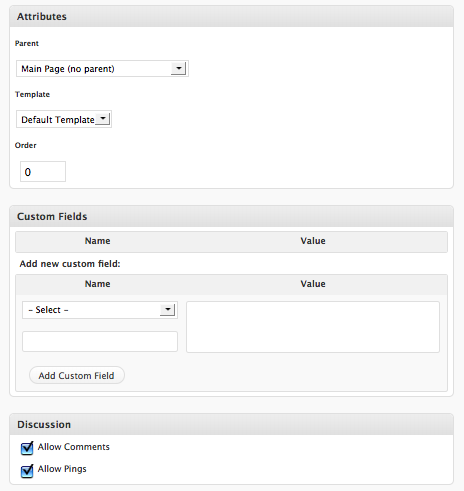 Attributes
Parent
Main Page (no parent)
Template
Default Template
Order
0
Custom Fields
Name Value
Add new custom field:
Name Value
– Select –
Add Custom Field
Discussion
Allow Comments
Allow Pings